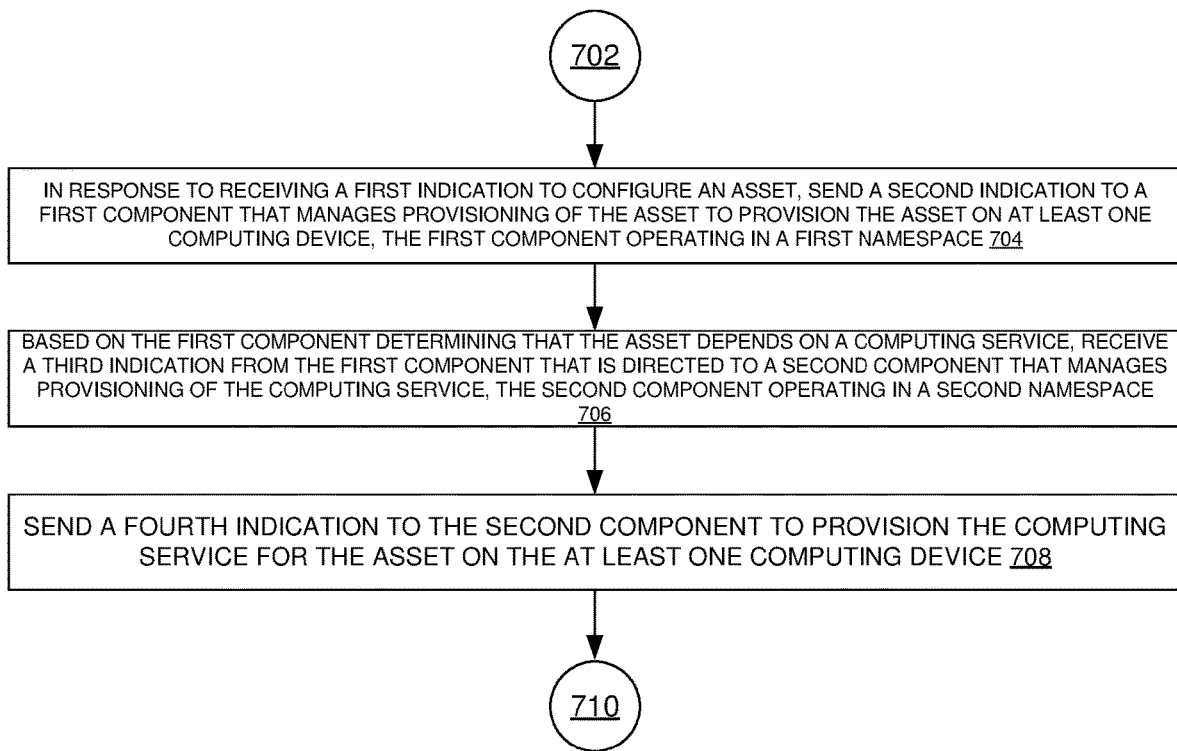 702
IN RESPONSE TO RECEIVING A FIRST INDICATION TO CONFIGURE AN ASSET, SEND A SECOND INDICATION TO A
FIRST COMPONENT THAT MANAGES PROVISIONING OF THE ASSET TO PROVISION THE ASSET ON AT LEAST ONE
COMPUTING DEVICE, THE FIRST COMPONENT OPERATING IN A FIRST NAMESPACE 704
BASED ON THE FIRST COMPONENT DETERMINING THAT THE ASSET DEPENDS ON A COMPUTING SERVICE, RECEIVE
A THIRD INDICATION FROM THE FIRST COMPONENT THAT IS DIRECTED TO A SECOND COMPONENT THAT MANAGES
PROVISIONING OF THE COMPUTING SERVICE, THE SECOND COMPONENT OPERATING IN A SECOND NAMESPACE
706
SEND A FOURTH INDICATION TO THE SECOND COMPONENT TO PROVISION THE COMPUTING
SERVICE FOR THE ASSET ON THE AT LEAST ONE COMPUTING DEVICE 708
710